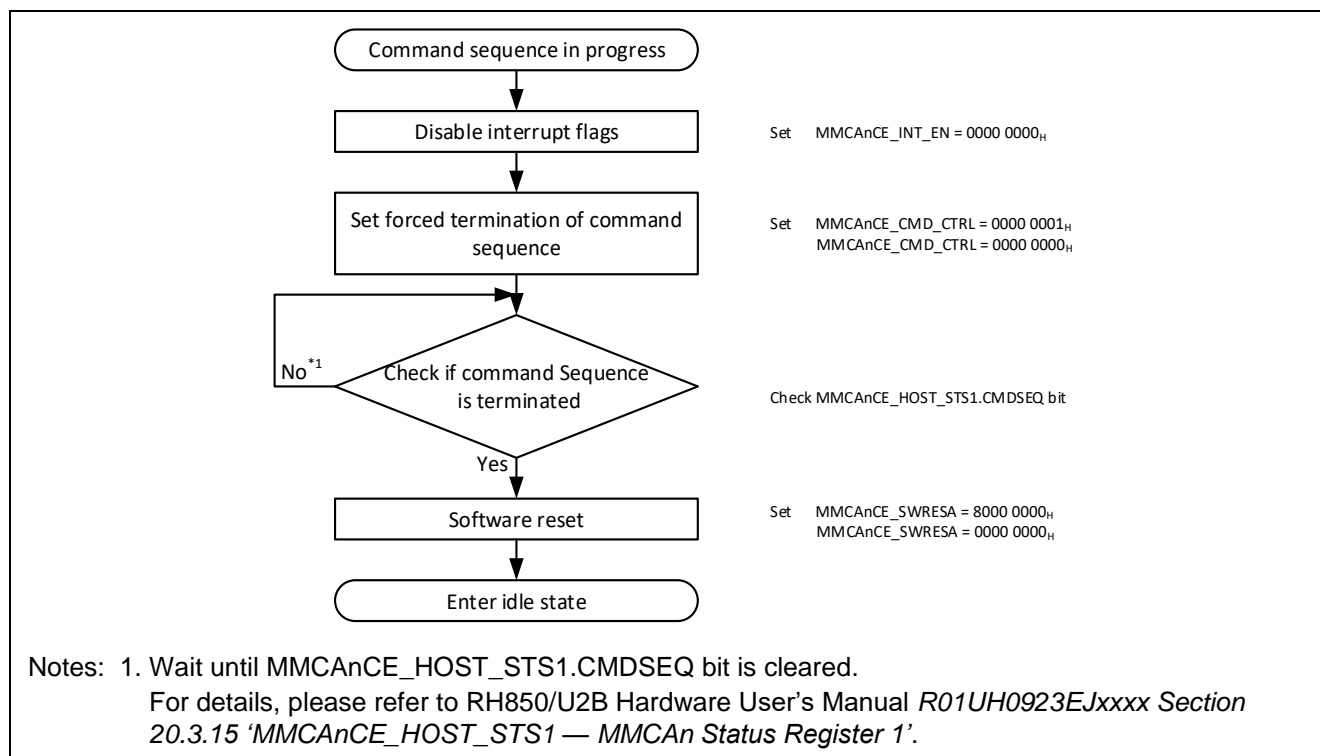 Command sequence in progress
Disable interrupt flags
Set MMCAnCE_INT_EN = 0000 0000H
Set forced termination of command
sequence
Set MMCAnCE_CMD_CTRL = 0000 0001H
MMCAnCE_CMD_CTRL = 0000 0000H
No*1
Check if command Sequence
is terminated
Check MMCAnCE_HOST_STS1.CMDSEQ bit
Yes
Software reset
Set MMCAnCE_SWRESA = 8000 0000H
MMCAnCE_SWRESA = 0000 0000H
Enter idle state
Notes: 1. Wait until MMCAnCE_HOST_STS1.CMDSEQ bit is cleared.
For details, please refer to RH850/U2B Hardware User's Manual R01UH0923EJxxxx Section
20.3.15 ‘MMCAnCE_HOST_STS1 — MMCAn Status Register 1’.